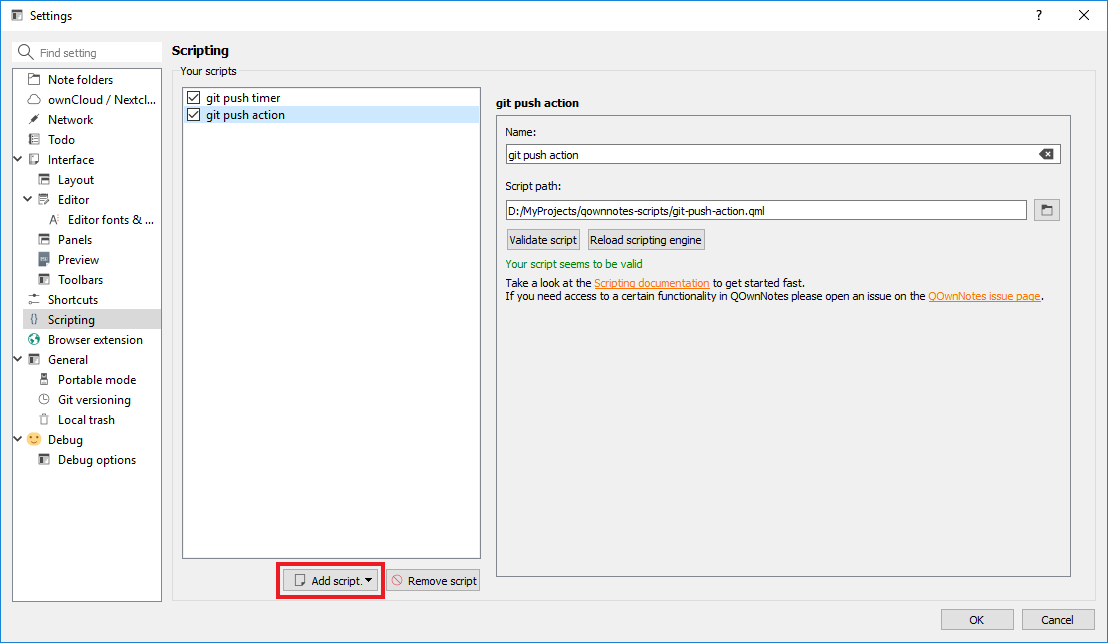 Settings
?
Find setting
Note folders
ownCloud / Nextcl...
Network
Todo
Interface
Layout
Editor
Editor fonts & ...
Panels
Preview
Toolbars
Shortcuts
Scripting
Browser extension
General
Portable mode
Git versioning
Local trash
Debug
Debug options
Scripting
Your scripts
git push timer
git push action
Add script.
Remove script
git push action
Name:
git push action
Script path:
D:/MyProjects/qownnotes-scripts/git-push-action.qml
Validate script
Reload scripting engine
Your script seems to be valid
Take a look at the Scripting documentation to get started fast.
If you need access to a certain functionality in QOwnNotes please open an issue on the QOwnNotes issue page.
OK
Cancel